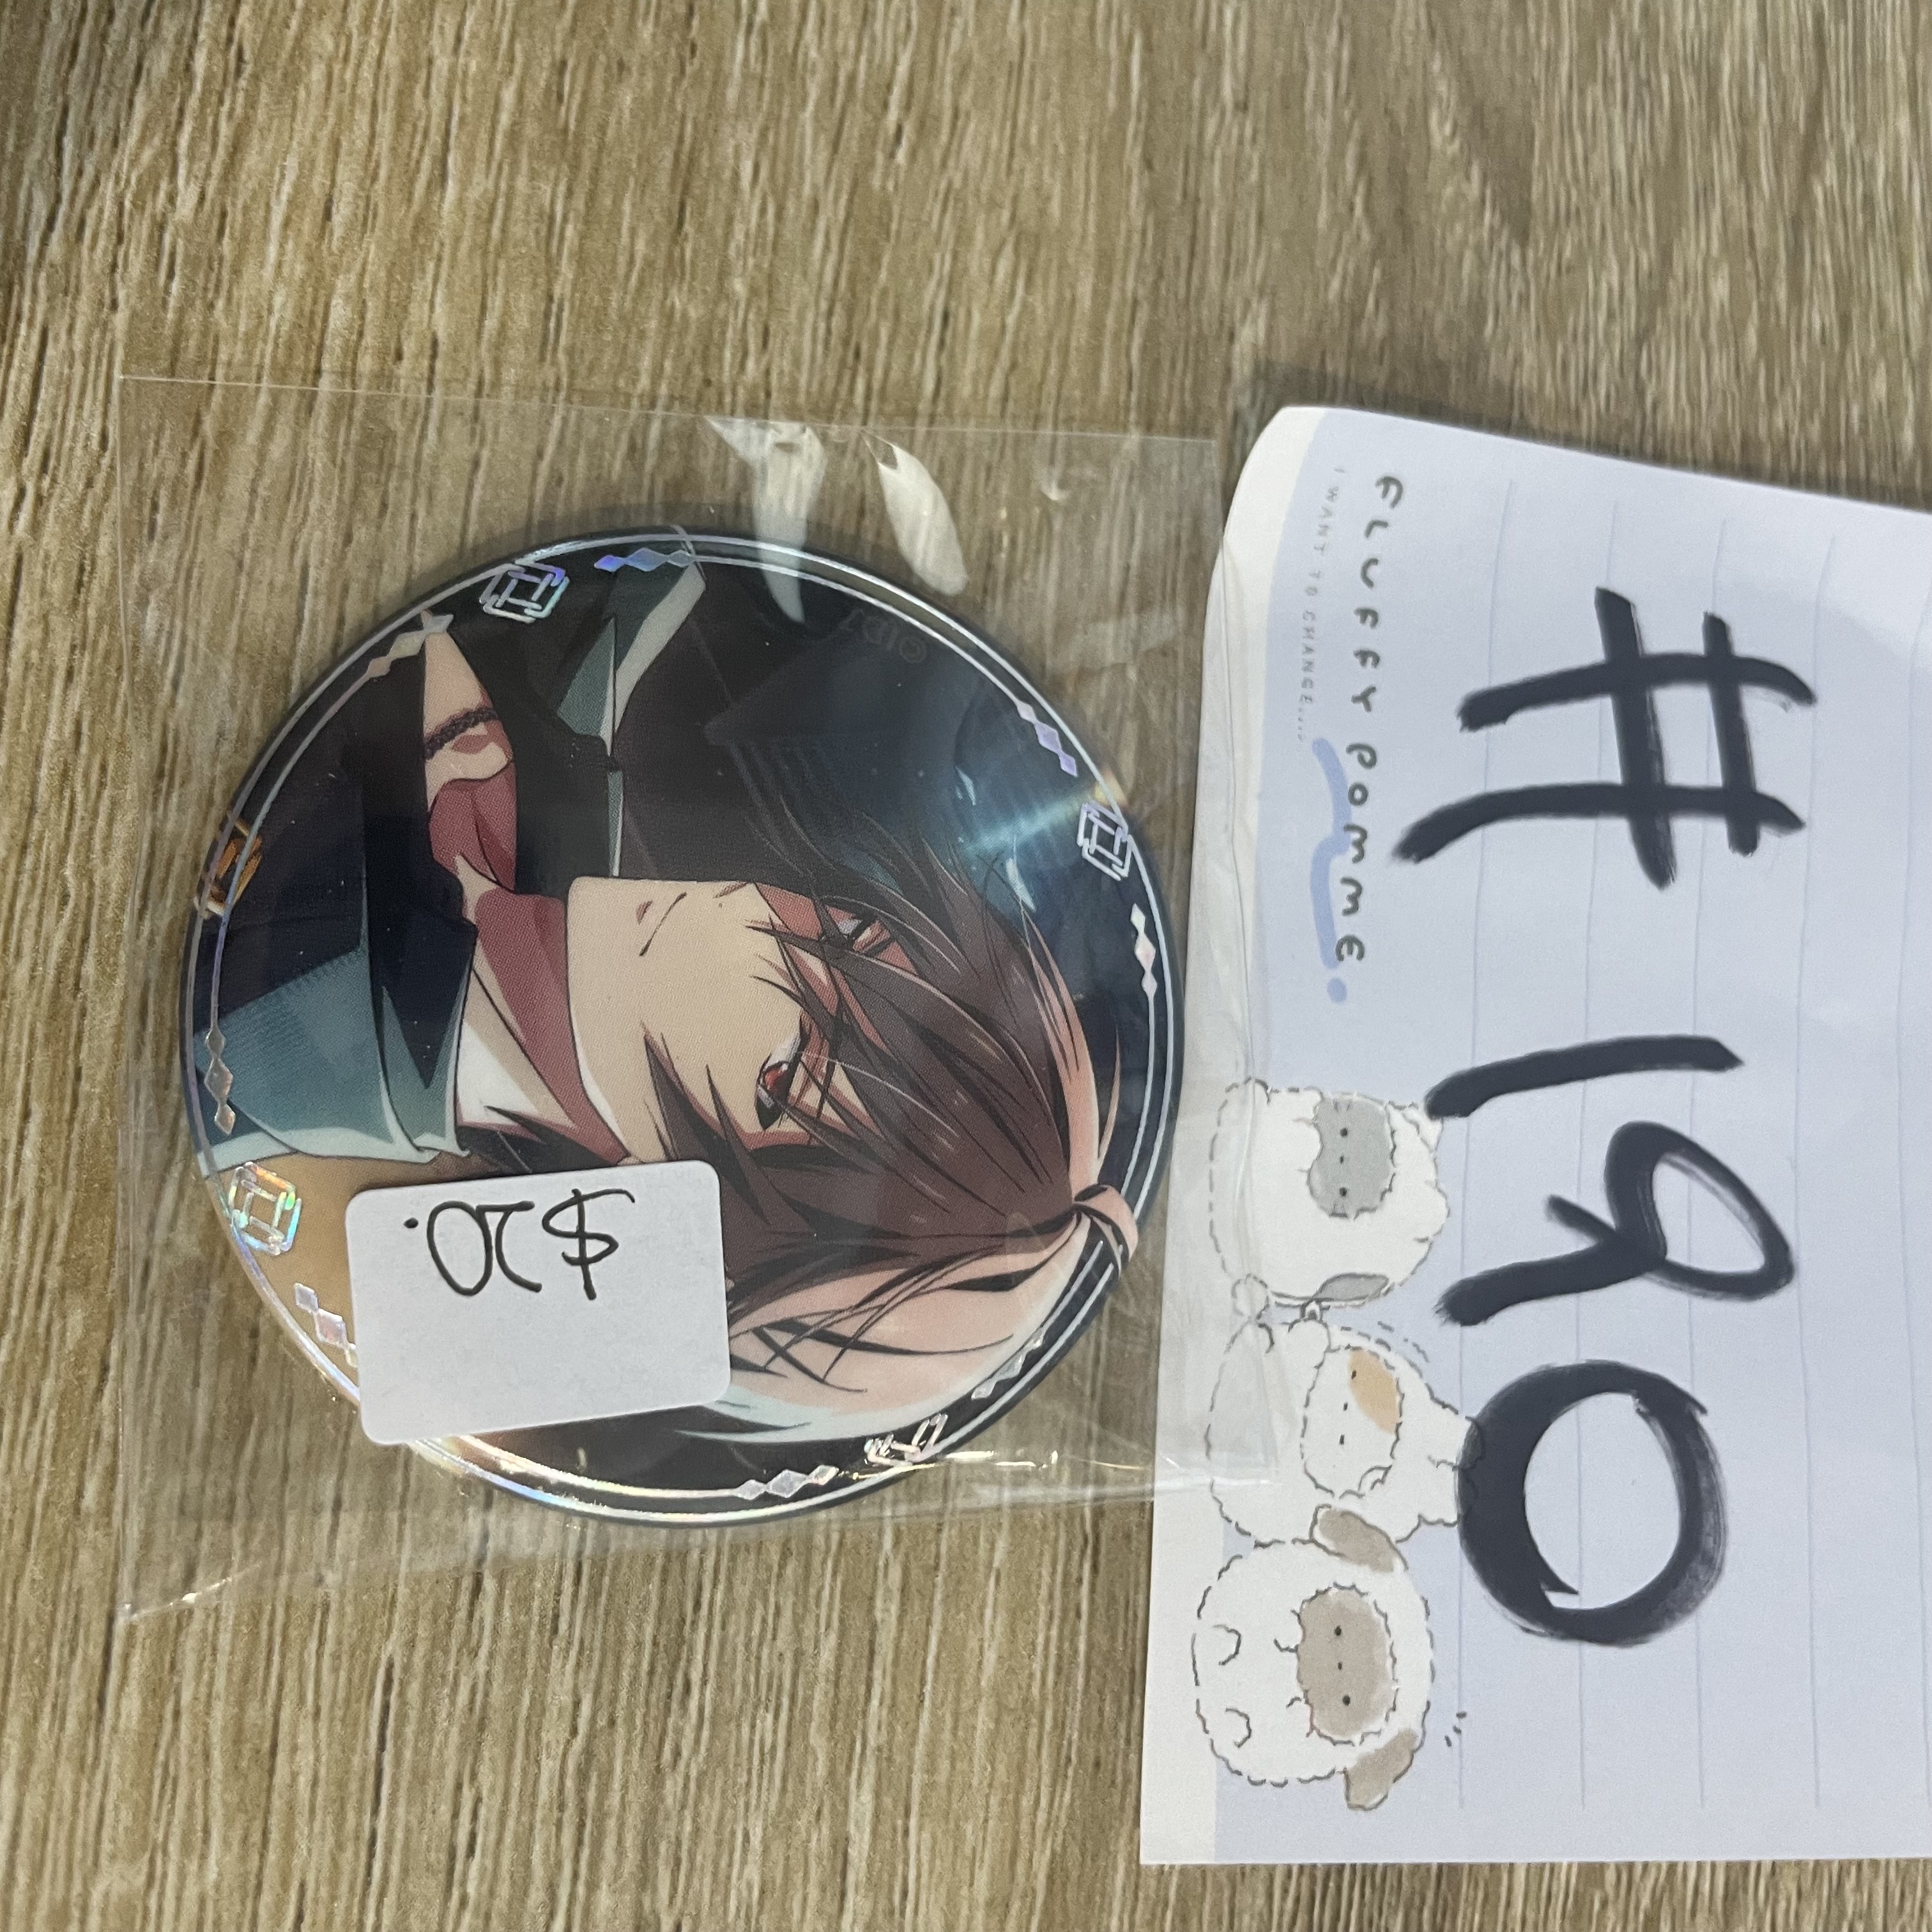 FLUFFY POMME
I WANT TO CHANGE....
#190
$20.